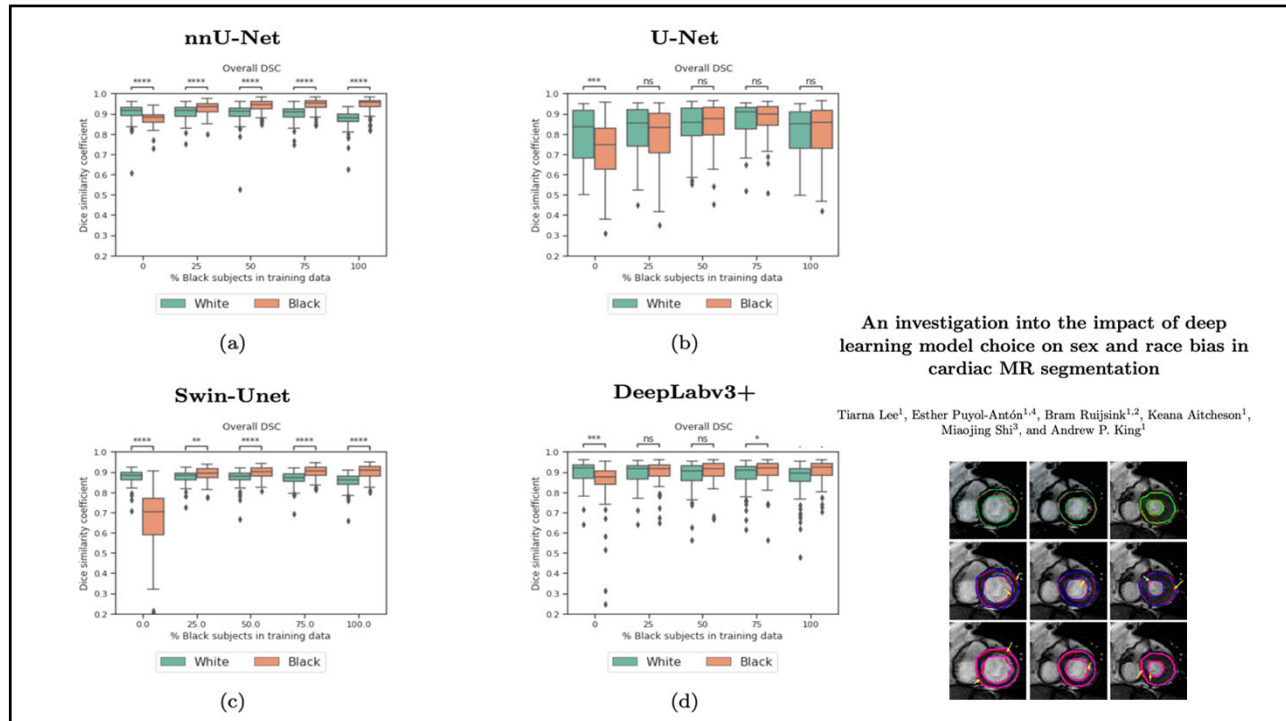 nnU-Net
Overall DSC
**** **** **** **** ****
Dice similarity coefficient
1.0
0.9
0.8
0.7
0.6
0.5
0.4
0.3
0.2
0 25 50 75 100
% Black subjects in training data
White Black
(a)
U-Net
Overall DSC
*** ns ns ns ns
Dice similarity coefficient
1.0
0.9
0.8
0.7
0.6
0.5
0.4
0.3
0.2
0 25 50 75 100
% Black subjects in training data
White Black
(b)
Swin-Unet
Overall DSC
**** ** **** **** ****
Dice similarity coefficient
1.0
0.9
0.8
0.7
0.6
0.5
0.4
0.3
0.2
0.0 25.0 50.0 75.0 100.0
% Black subjects in training data
White Black
(c)
DeepLabv3+
Overall DSC
*** ns ns *
Dice similarity coefficient
1.0
0.9
0.8
0.7
0.6
0.5
0.4
0.3
0.2
0 25 50 75 100
% Black subjects in training data
White Black
(d)
An investigation into the impact of deep
learning model choice on sex and race bias in
cardiac MR segmentation
Tiarna Lee¹, Esther Puyol-Antón¹,⁴, Bram Ruijsink¹,², Keana Aitcheson¹,
Miaojing Shi³, and Andrew P. King¹